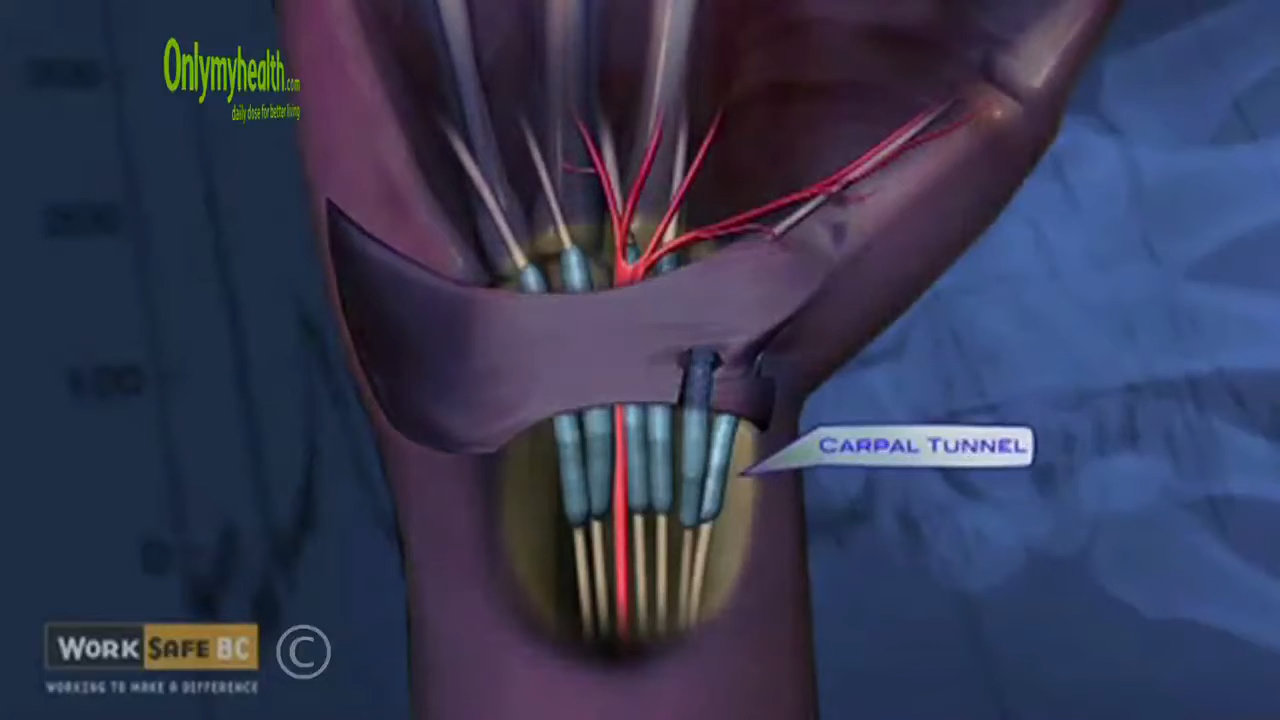 Onlymyhealth.com
daily dose for better living
CARPAL TUNNEL
WORK SAFE BC ©
WORKING TO MAKE A DIFFERENCE